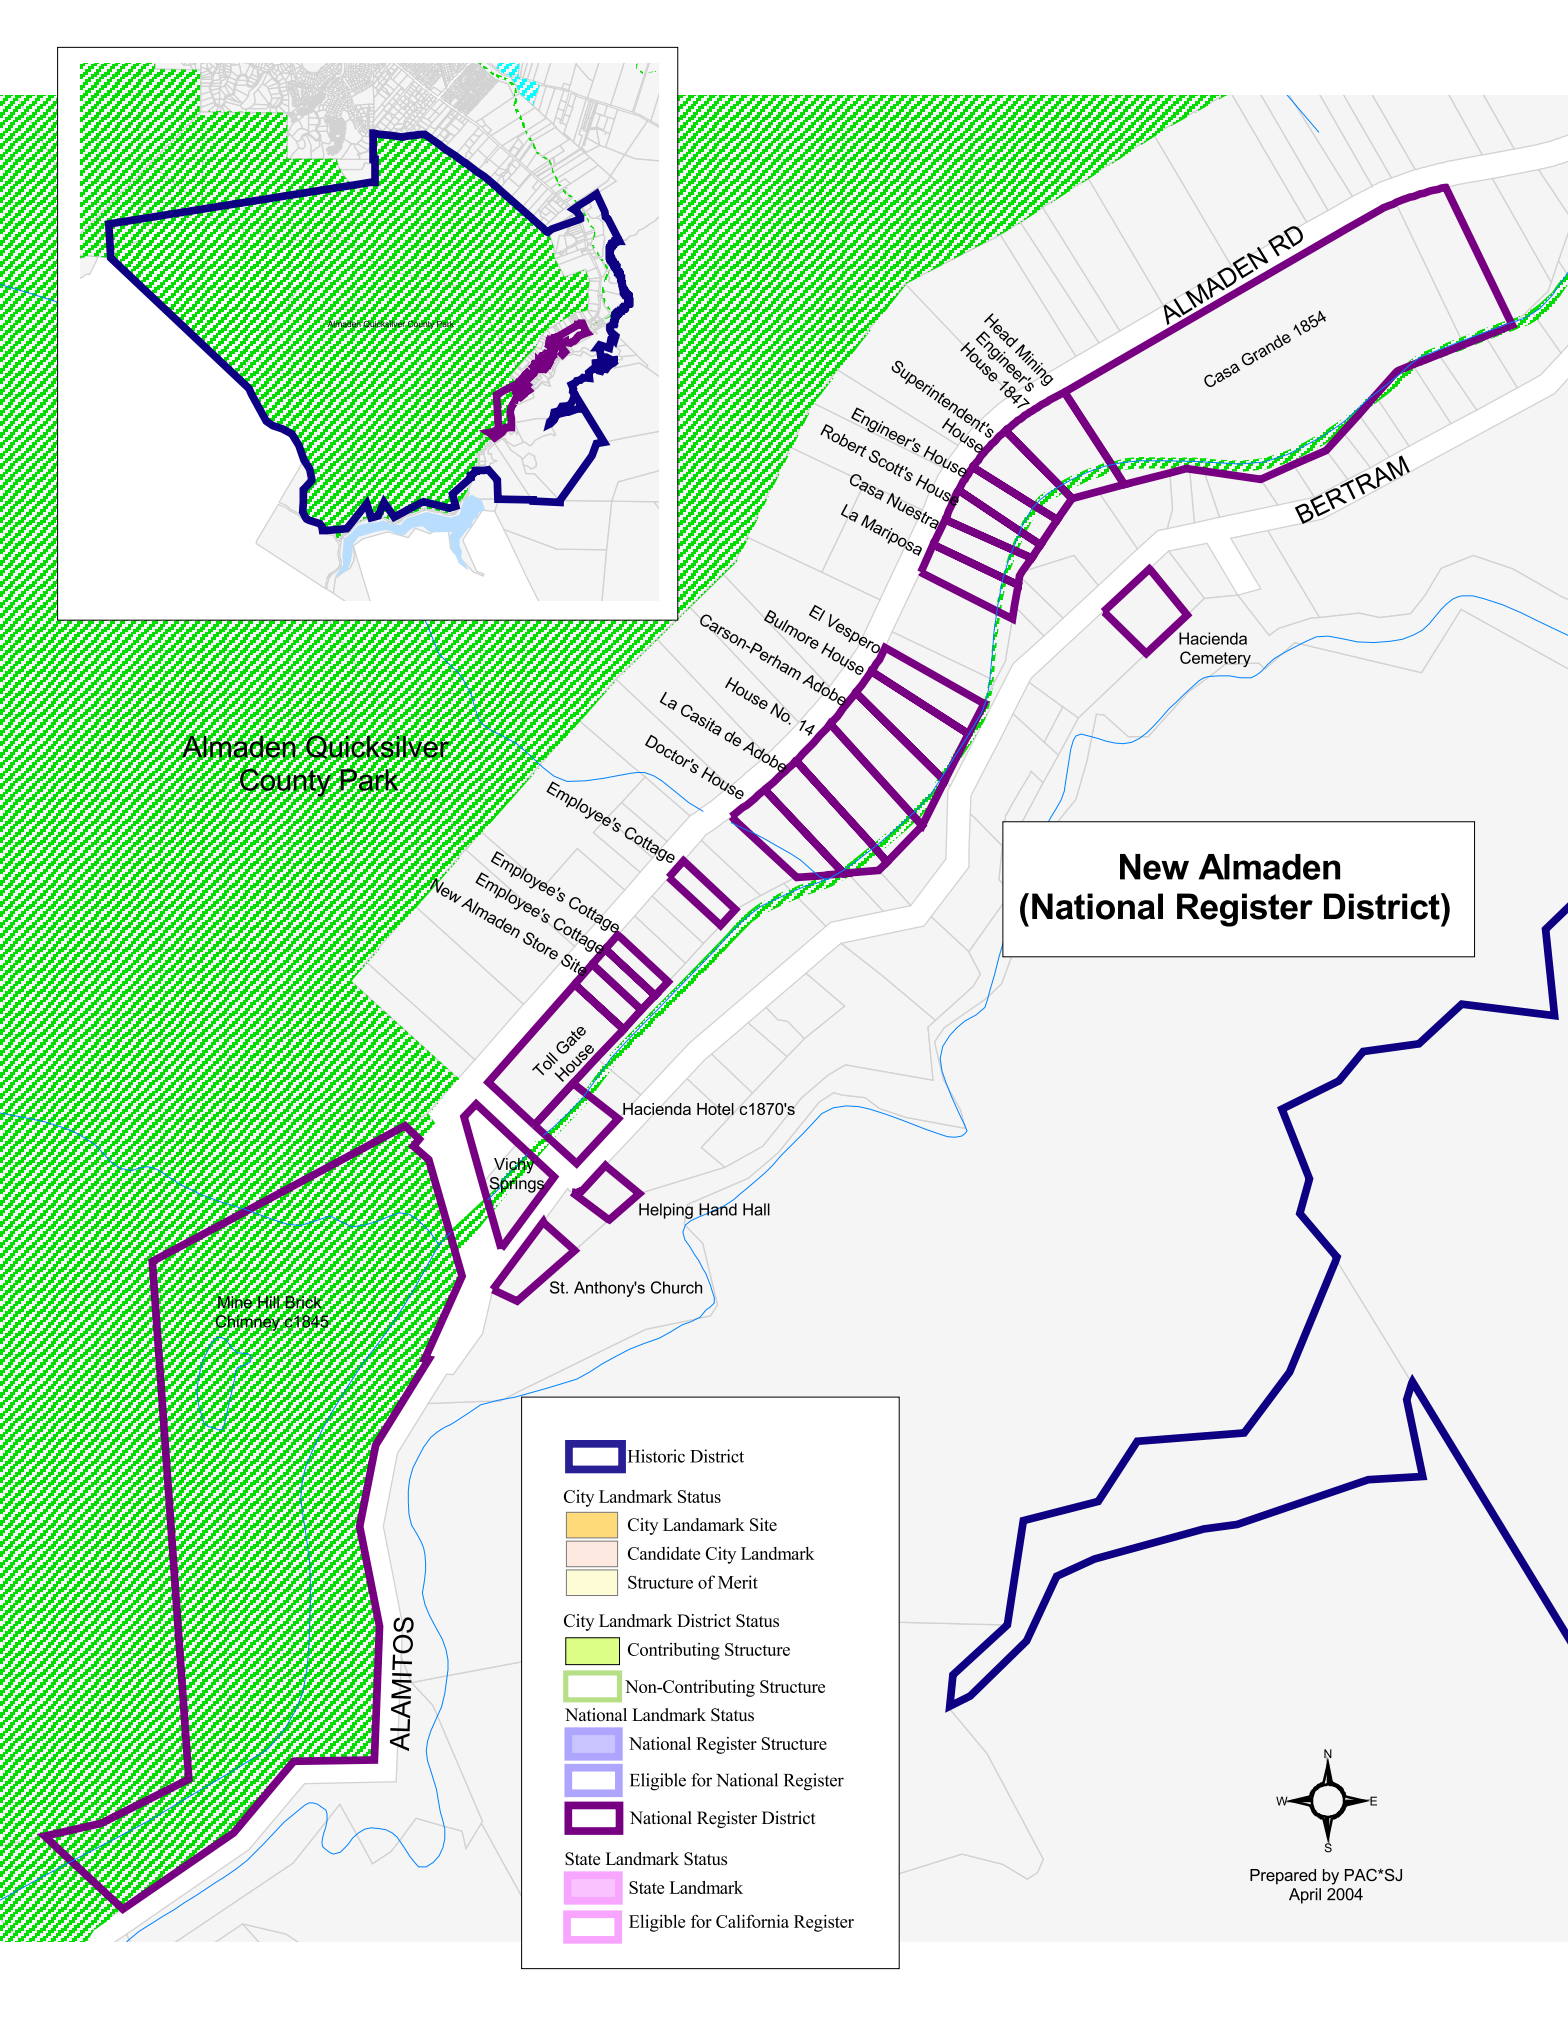 Almaden Quicksilver County Park
ALMADEN RD
Casa Grande 1854
Head Mining
Engineer's
House 1847
Superintendent's
House
Engineer's House
Robert Scott's House
Casa Nuestra
La Mariposa
BERTRAM
Hacienda
Cemetery
El Vespero
Bulmore House
Carson-Perham Adobe
House No. 14
La Casita de Adobe
Doctor's House
Almaden Quicksilver
County Park
Employee's Cottage
Employee's Cottage
Employee's Cottage
New Almaden Store Site
New Almaden
(National Register District)
Toll Gate
House
Hacienda Hotel c1870's
Vichy
Springs
Helping Hand Hall
St. Anthony's Church
Mine Hill Brick
Chimney c1845
ALAMITOS
Historic District
City Landmark Status
City Landamark Site
Candidate City Landmark
Structure of Merit
City Landmark District Status
Contributing Structure
Non-Contributing Structure
National Landmark Status
National Register Structure
Eligible for National Register
National Register District
State Landmark Status
State Landmark
Eligible for California Register
N
W E
S
Prepared by PAC*SJ
April 2004